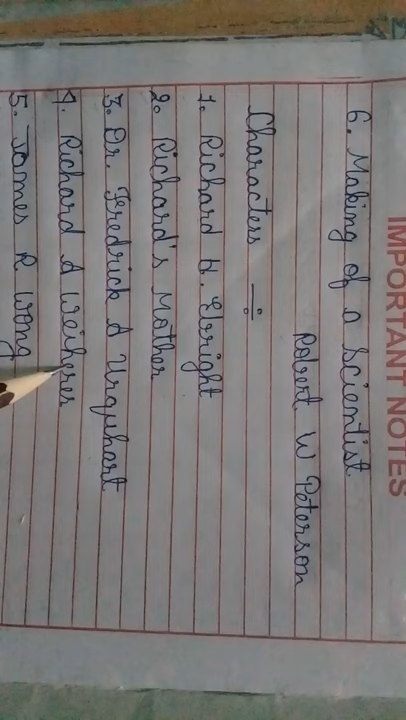 IMPORTANT NOTES
6. Making of a Scientist
Robert W Peterson
Characters ÷
1. Richard H. Ebright
2. Richard's Mother
3. Dr. Fredrick A Urquhart
4. Richard A Weiherer
5. James R Wong